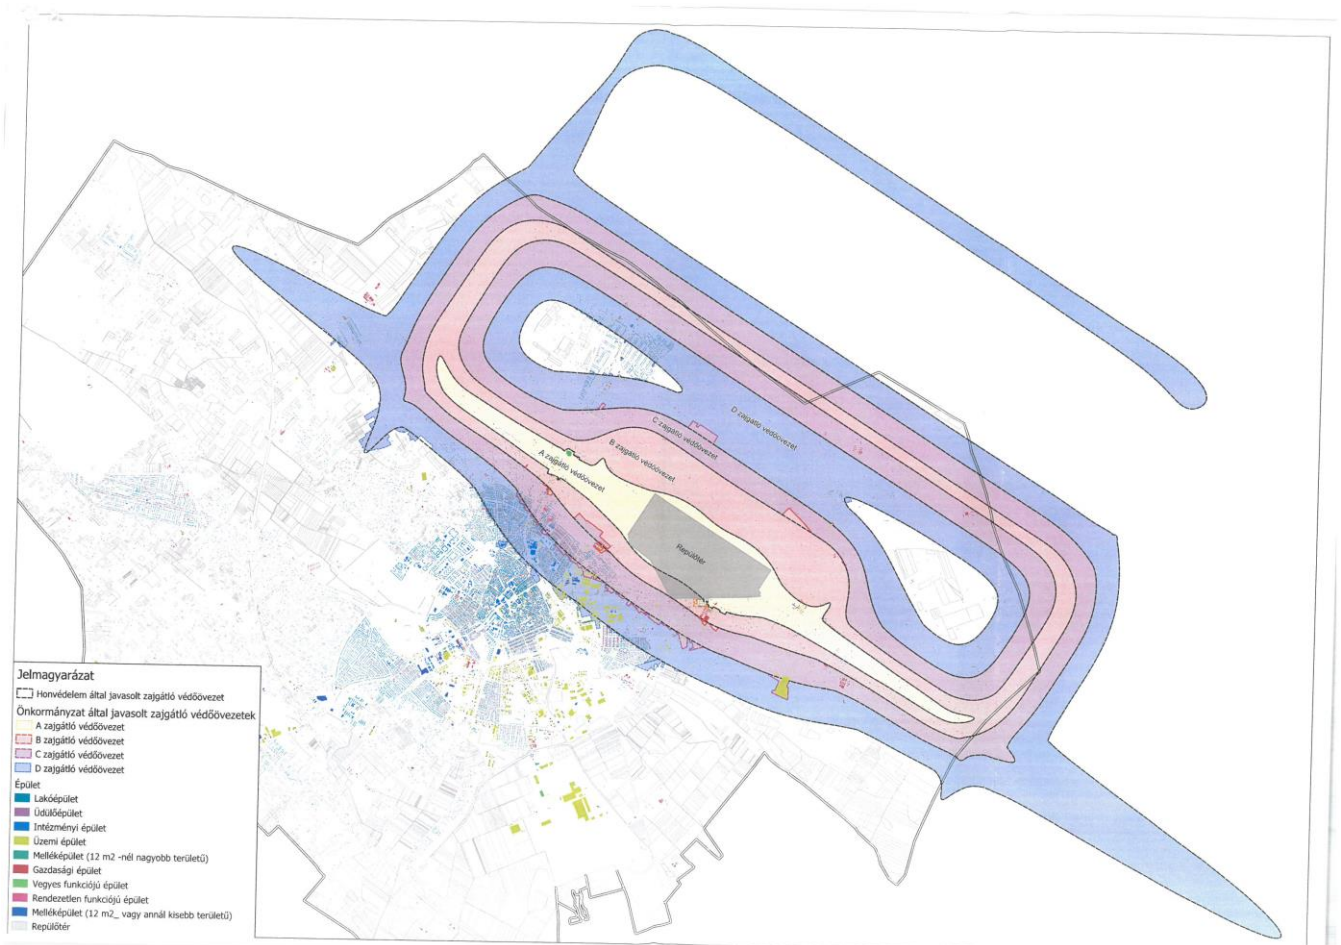 D zajgátló védőövezet
C zajgátló védőövezet
B zajgátló védőövezet
A zajgátló védőövezet
Repülőtér
Jelmagyarázat
Honvédelem által javasolt zajgátló védőövezet
Önkormányzat által javasolt zajgátló védőövezetek
A zajgátló védőövezet
B zajgátló védőövezet
C zajgátló védőövezet
D zajgátló védőövezet
Épület
Lakóépület
Üdülőépület
Intézményi épület
Üzemi épület
Melléképület (12 m2 -nél nagyobb területű)
Gazdasági épület
Vegyes funkciójú épület
Rendezetlen funkciójú épület
Melléképület (12 m2_ vagy annál kisebb területű)
Repülőtér